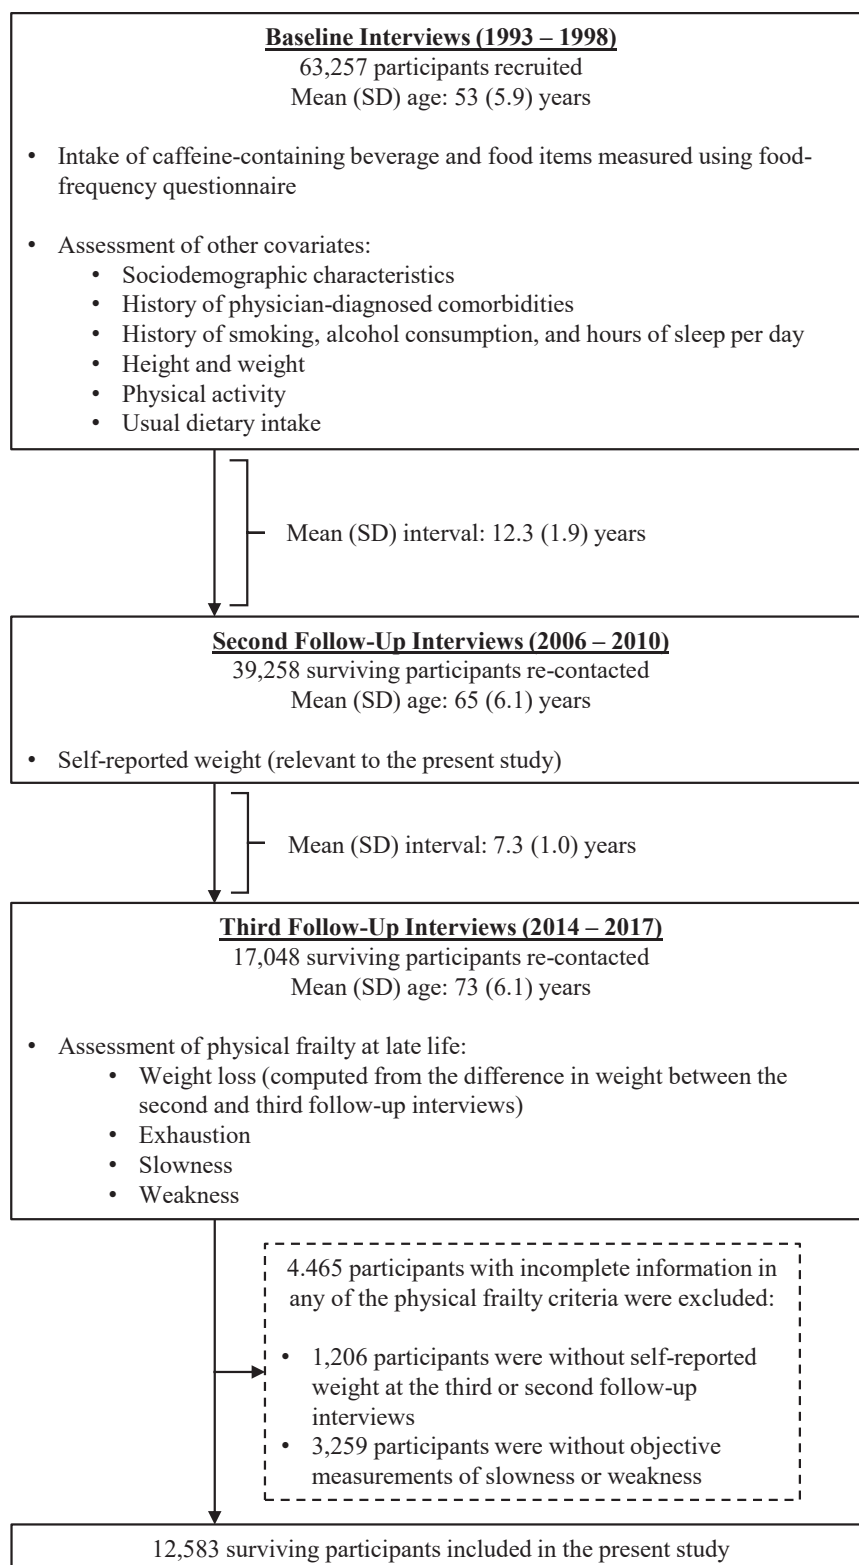 Baseline Interviews (1993 – 1998)
63,257 participants recruited
Mean (SD) age: 53 (5.9) years
• Intake of caffeine-containing beverage and food items measured using food-
frequency questionnaire
• Assessment of other covariates:
• Sociodemographic characteristics
• History of physician-diagnosed comorbidities
• History of smoking, alcohol consumption, and hours of sleep per day
• Height and weight
• Physical activity
• Usual dietary intake
Mean (SD) interval: 12.3 (1.9) years
Second Follow-Up Interviews (2006 – 2010)
39,258 surviving participants re-contacted
Mean (SD) age: 65 (6.1) years
• Self-reported weight (relevant to the present study)
Mean (SD) interval: 7.3 (1.0) years
Third Follow-Up Interviews (2014 – 2017)
17,048 surviving participants re-contacted
Mean (SD) age: 73 (6.1) years
• Assessment of physical frailty at late life:
• Weight loss (computed from the difference in weight between the
second and third follow-up interviews)
• Exhaustion
• Slowness
• Weakness
4.465 participants with incomplete information in
any of the physical frailty criteria were excluded:
• 1,206 participants were without self-reported
weight at the third or second follow-up
interviews
• 3,259 participants were without objective
measurements of slowness or weakness
12,583 surviving participants included in the present study